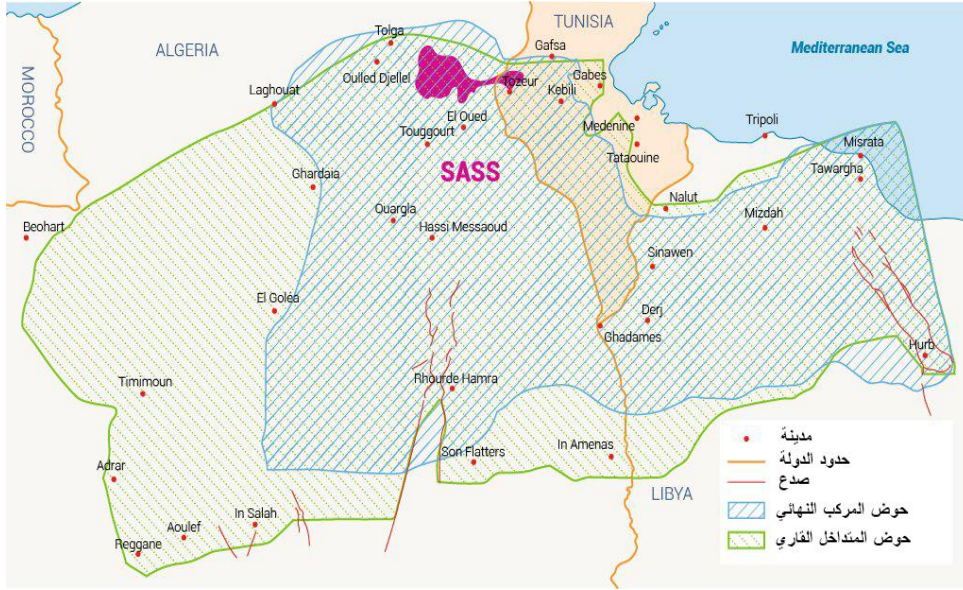 TUNISIA
Tolga
ALGERIA
Gafsa
Mediterranean Sea
Oulled Djellel
MOROCCO
Tozeur
Gabes
Laghouat
Kebili
El Oued
Medenine
Tripoli
Touggourt
Misrata
Tataouine
SASS
Tawargha
Ghardaia
Nalut
Ouargla
Mizdah
Beohart
Hassi Messaoud
Sinawen
El Goléa
Derj
Ghadames
Hurb
Timimoun
Rhourde Hamra
مدينة
In Amenas
Son Flatters
حدود الدولة
Adrar
صدع
LIBYA
In Salah
حوض المركب النهائي
Aoulef
حوض المتداخل القاري
Reggane